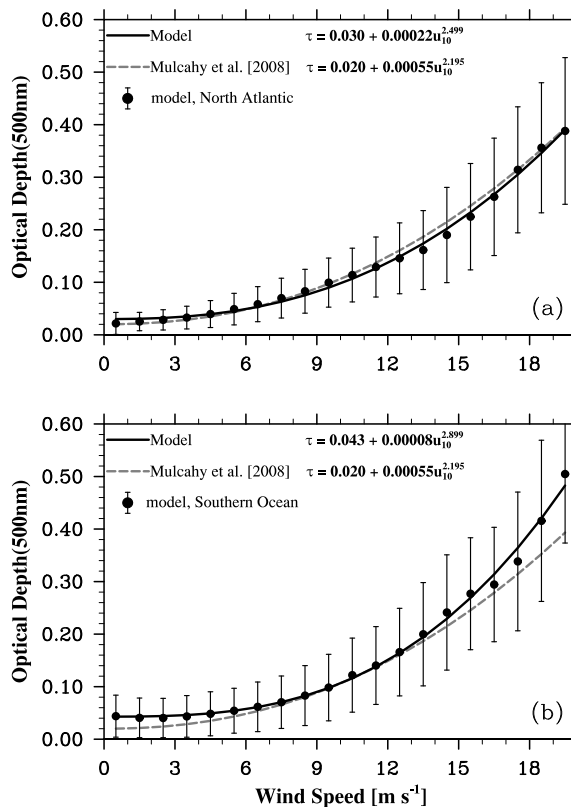 0.60
Model τ = 0.030 + 0.00022u₁₀^2.499
Mulcahy et al. [2008] τ = 0.020 + 0.00055u₁₀^2.195
model, North Atlantic
0.50
0.40
0.30
0.20
0.10
0.00
Optical Depth(500nm)
(a)
0 3 6 9 12 15 18
0.60
Model τ = 0.043 + 0.00008u₁₀^2.899
Mulcahy et al. [2008] τ = 0.020 + 0.00055u₁₀^2.195
model, Southern Ocean
0.50
0.40
0.30
0.20
0.10
0.00
Optical Depth(500nm)
(b)
0 3 6 9 12 15 18
Wind Speed [m s⁻¹]